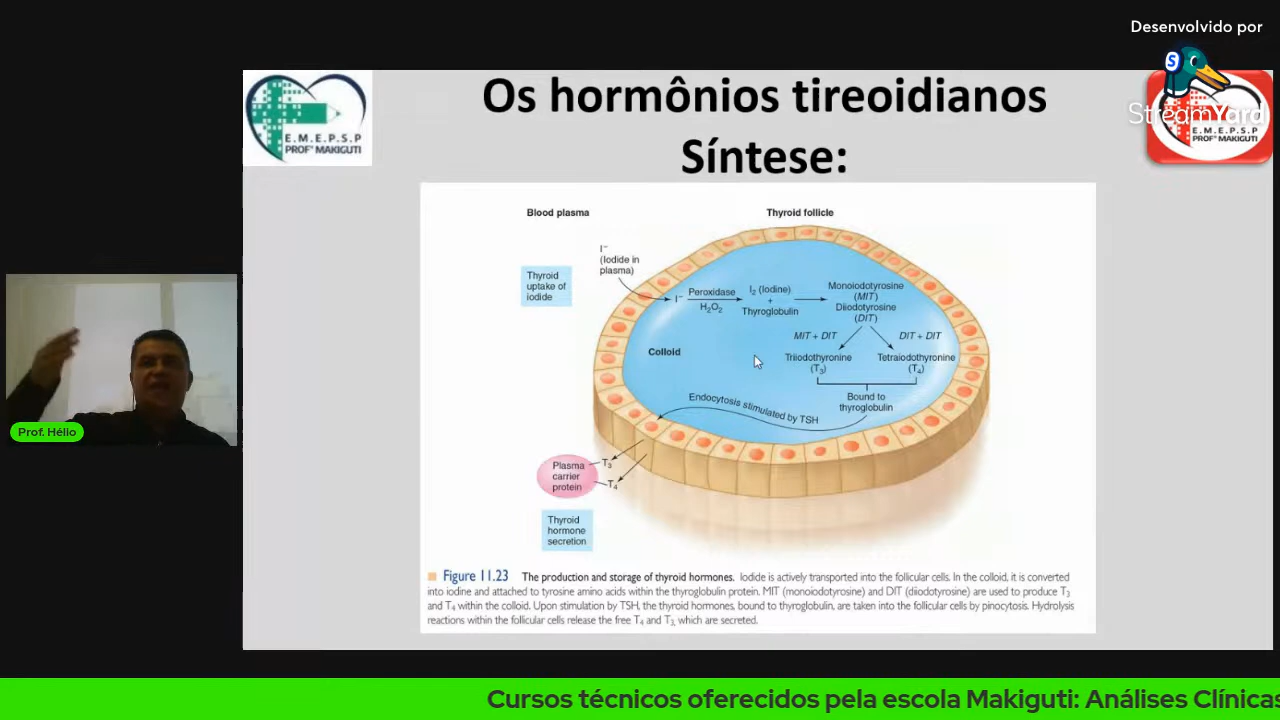 Desenvolvido por
StreamYard
E.M.E.P.S.P
PROFº MAKIGUTI
Os hormônios tireoidianos
Síntese:
E.M.E.P.S.P
PROFº MAKIGUTI
Blood plasma
Thyroid follicle
I⁻
(Iodide in
plasma)
Thyroid
uptake of
iodide
I⁻
Peroxidase
H₂O₂
I₂ (Iodine)
+
Thyroglobulin
Monoiodotyrosine
(MIT)
Diiodotyrosine
(DIT)
MIT + DIT
DIT + DIT
Colloid
Triiodothyronine
(T₃)
Tetraiodothyronine
(T₄)
Endocytosis stimulated by TSH
Bound to
thyroglobulin
Plasma
carrier
protein
T₃
T₄
Thyroid
hormone
secretion
Prof. Hélio
Figure 11.23 The production and storage of thyroid hormones. Iodide is actively transported into the follicular cells. In the colloid, it is converted
into iodine and attached to tyrosine amino acids within the thyroglobulin protein. MIT (monoiodotyrosine) and DIT (diiodotyrosine) are used to produce T₃
and T₄ within the colloid. Upon stimulation by TSH, the thyroid hormones, bound to thyroglobulin, are taken into the follicular cells by pinocytosis. Hydrolysis
reactions within the follicular cells release the free T₄ and T₃, which are secreted.
Cursos técnicos oferecidos pela escola Makiguti: Análises Clínicas